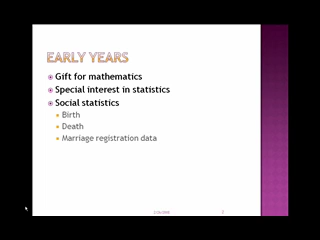 EARLY YEARS
Gift for mathematics
Special interest in statistics
Social statistics
Birth
Death
Marriage registration data